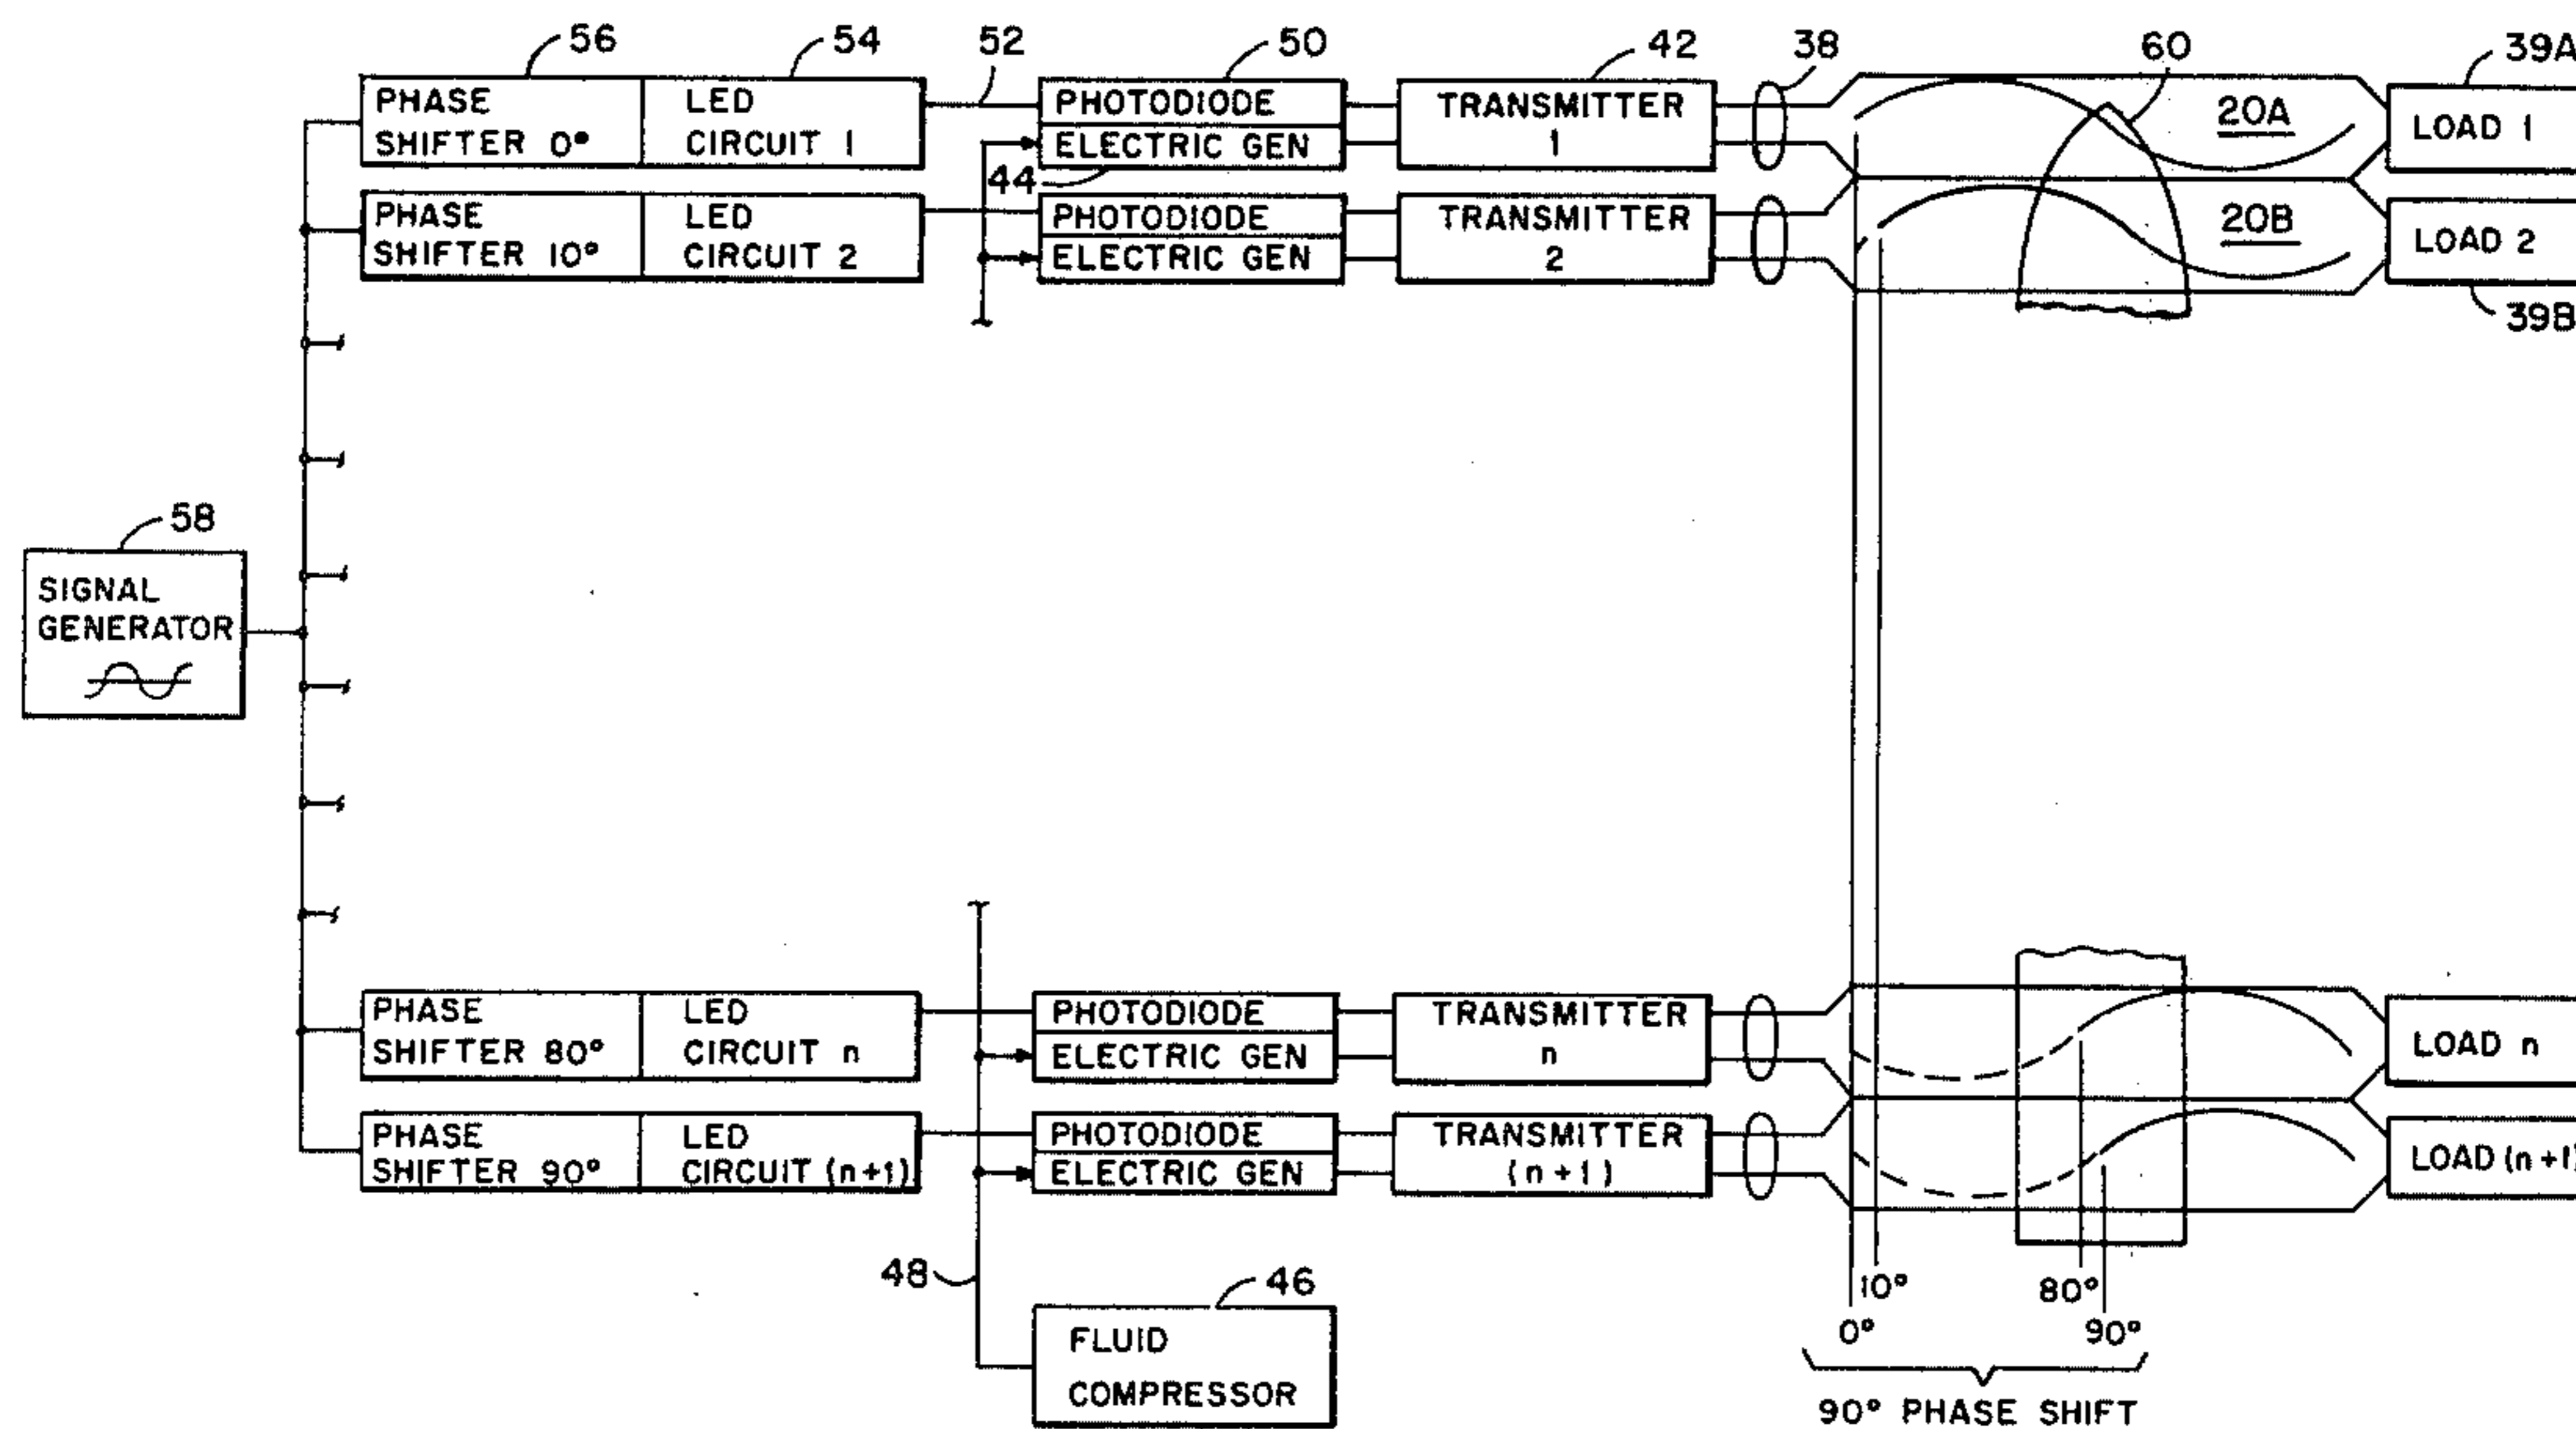 56
54
52
50
42
38
60
39A
PHASE
SHIFTER 0°
LED
CIRCUIT 1
PHOTODIODE
ELECTRIC GEN
TRANSMITTER
1
20A
LOAD 1
44
PHASE
SHIFTER 10°
LED
CIRCUIT 2
PHOTODIODE
ELECTRIC GEN
TRANSMITTER
2
20B
LOAD 2
39B
58
SIGNAL
GENERATOR
PHASE
SHIFTER 80°
LED
CIRCUIT n
PHOTODIODE
ELECTRIC GEN
TRANSMITTER
n
LOAD n
PHASE
SHIFTER 90°
LED
CIRCUIT (n+1)
PHOTODIODE
ELECTRIC GEN
TRANSMITTER
(n+1)
LOAD (n+1)
48
46
FLUID
COMPRESSOR
10°
80°
0°
90°
90° PHASE SHIFT